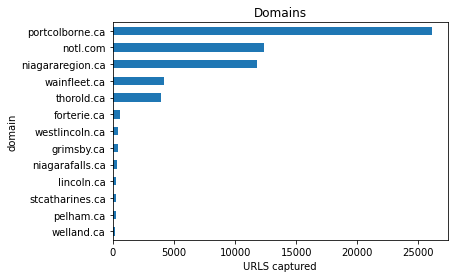 Domains
portcolborne.ca
notl.com
niagararegion.ca
wainfleet.ca
thorold.ca
forterie.ca
westlincoln.ca
grimsby.ca
niagarafalls.ca
lincoln.ca
stcatharines.ca
pelham.ca
welland.ca
domain
0 5000 10000 15000 20000 25000
URLS captured